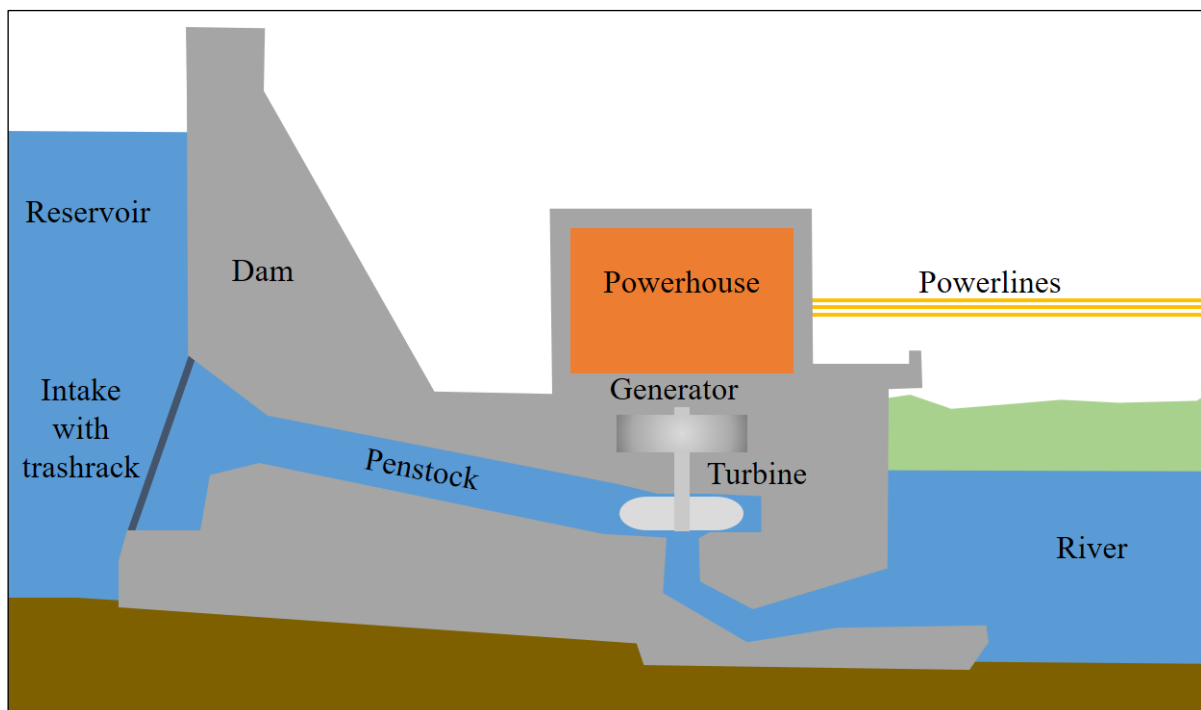 Reservoir
Dam
Powerhouse
Powerlines
Intake
with
trashrack
Generator
Penstock
Turbine
River